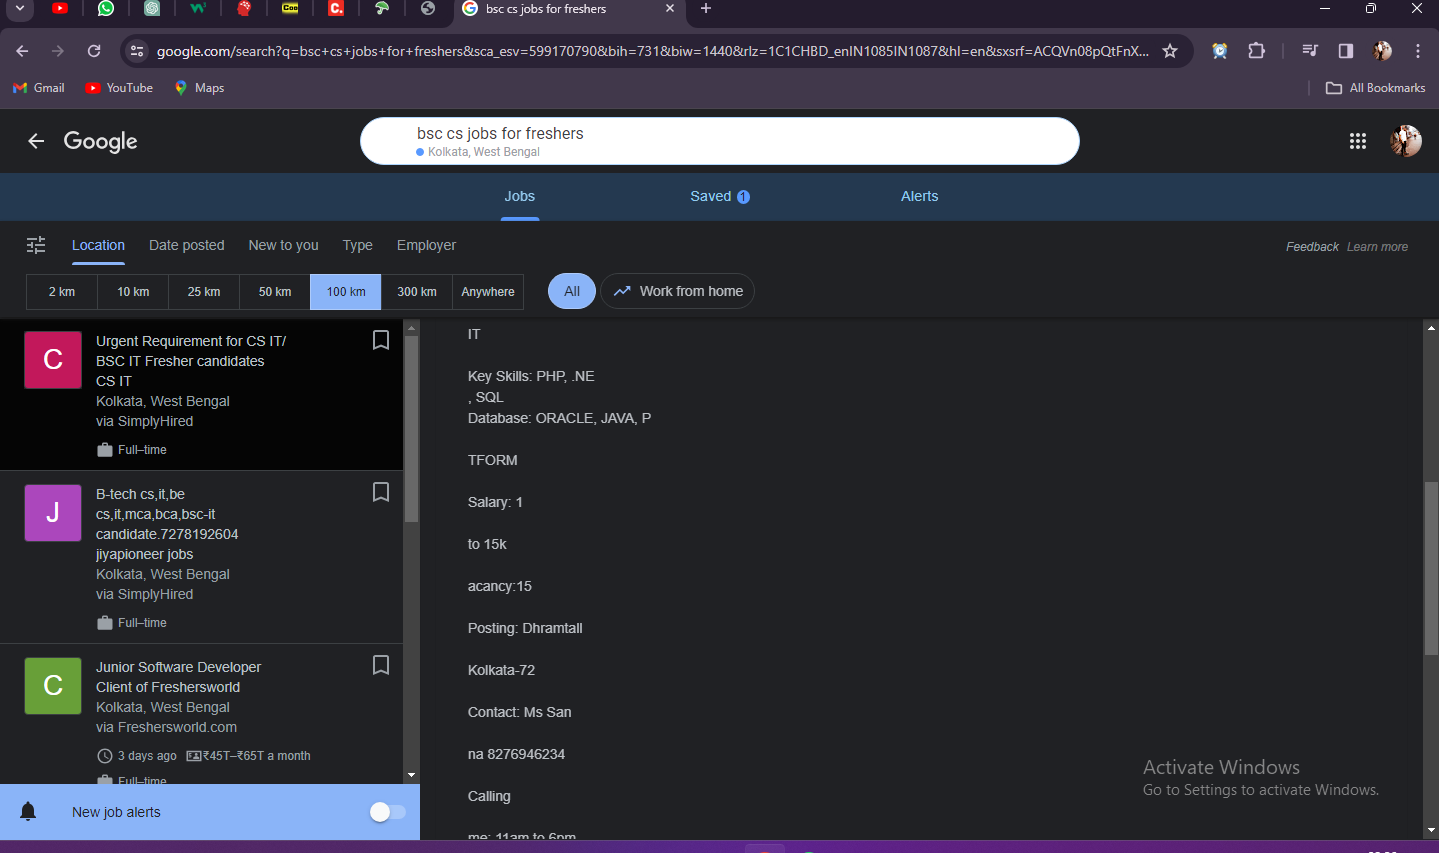 Coo
C.
bsc cs jobs for freshers
google.com/search?q=bsc+cs+jobs+for+freshers&sca_esv=599170790&bih=731&biw=1440&rlz=1C1CHBD_enIN1085IN1087&hl=en&sxsrf=ACQVn08pQtFnX...
Gmail
YouTube
Maps
All Bookmarks
Google
bsc cs jobs for freshers
Kolkata, West Bengal
Jobs
Saved 1
Alerts
Location
Date posted
New to you
Type
Employer
Feedback
Learn more
2 km
10 km
25 km
50 km
100 km
300 km
Anywhere
All
Work from home
C
Urgent Requirement for CS IT/
BSC IT Fresher candidates
CS IT
Kolkata, West Bengal
via SimplyHired
Full–time
J
B-tech cs,it,be
cs,it,mca,bca,bsc-it
candidate.7278192604
jiyapioneer jobs
Kolkata, West Bengal
via SimplyHired
Full–time
C
Junior Software Developer
Client of Freshersworld
Kolkata, West Bengal
via Freshersworld.com
3 days ago
₹45T–₹65T a month
Full–time
New job alerts
IT
Key Skills: PHP, .NE
, SQL
Database: ORACLE, JAVA, P
TFORM
Salary: 1
to 15k
acancy:15
Posting: Dhramtall
Kolkata-72
Contact: Ms San
na 8276946234
Calling
me: 11am to 6pm
Activate Windows
Go to Settings to activate Windows.